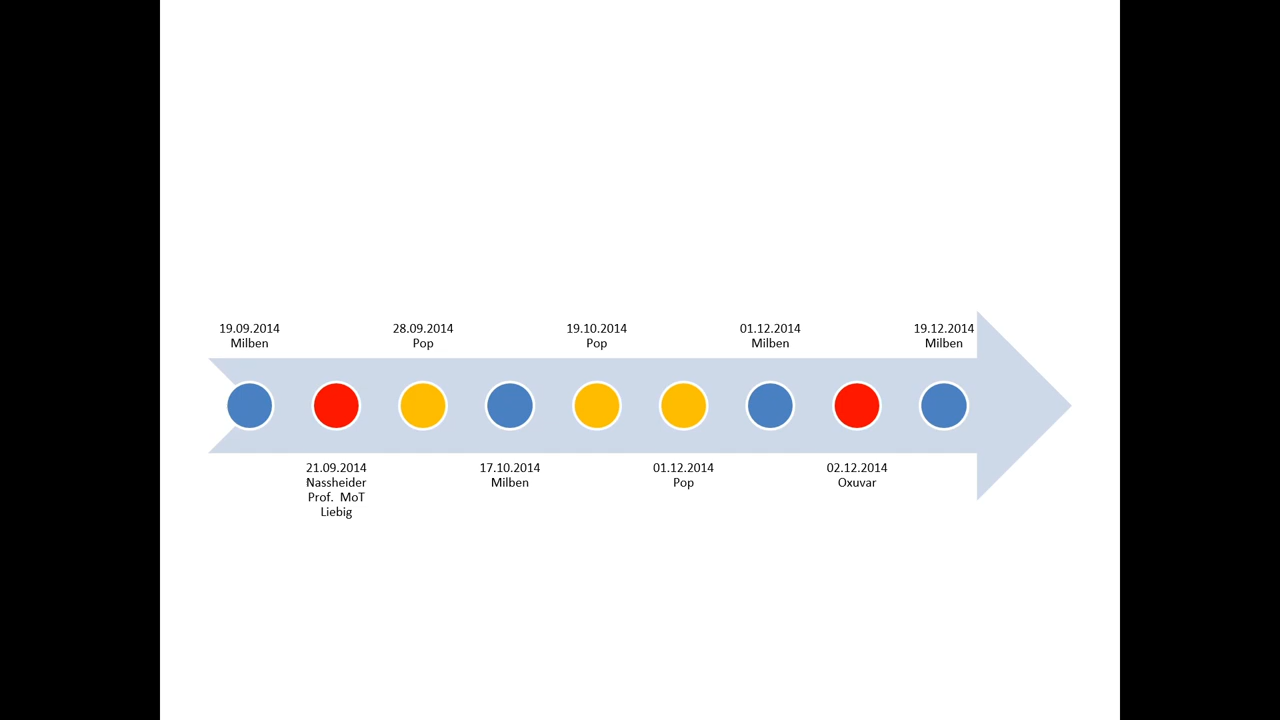 19.09.2014
Milben
28.09.2014
Pop
19.10.2014
Pop
01.12.2014
Milben
19.12.2014
Milben
21.09.2014
Nassheider
Prof.  MoT
Liebig
17.10.2014
Milben
01.12.2014
Pop
02.12.2014
Oxuvar